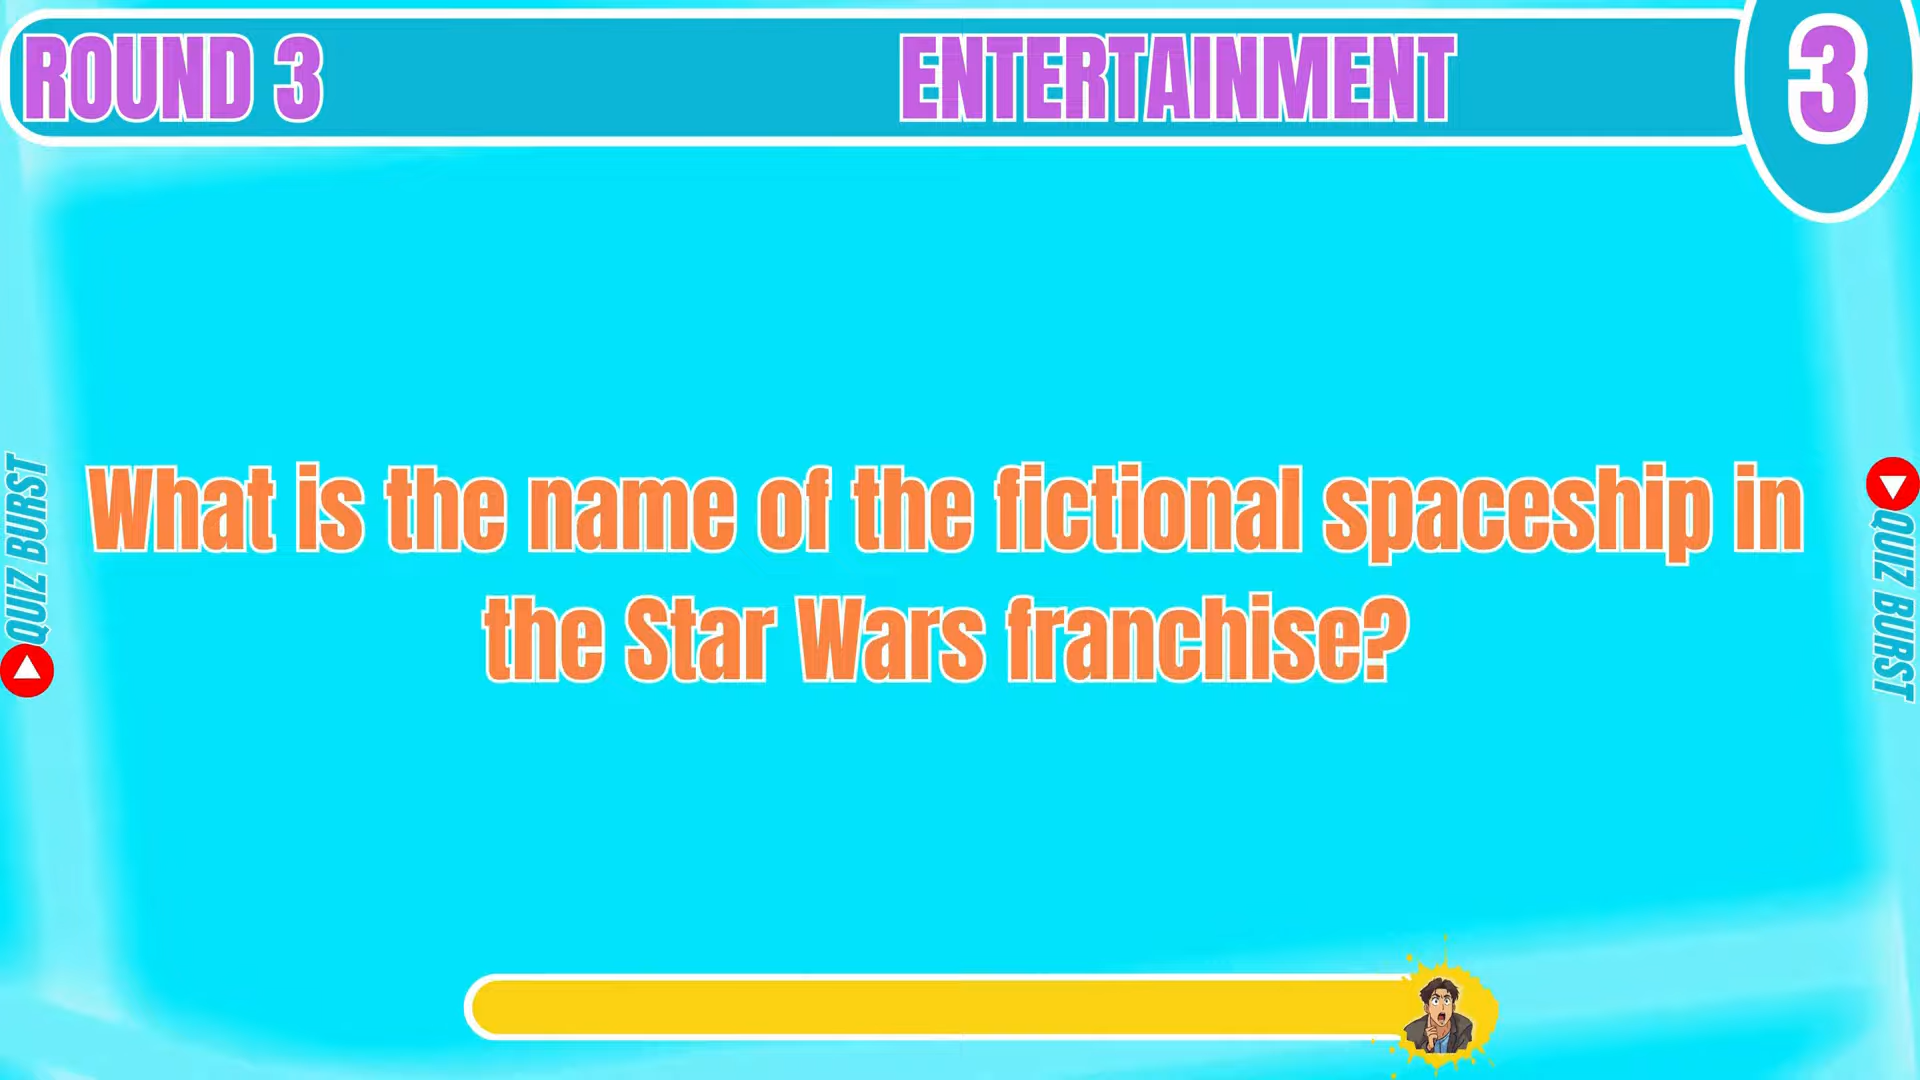 ROUND 3
ENTERTAINMENT
3
What is the name of the fictional spaceship in
the Star Wars franchise?
QUIZ BURST
QUIZ BURST